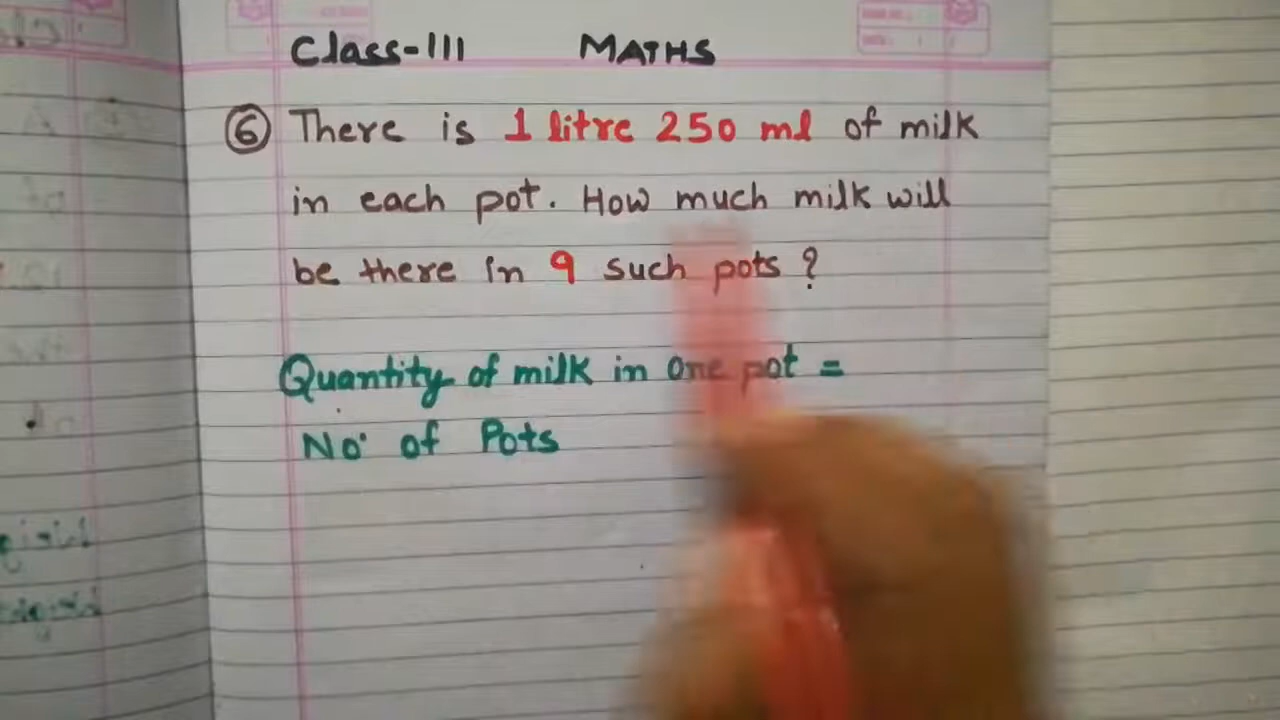 Class-III MATHS
6 There is 1 litre 250 ml of milk
in each pot. How much milk will
be there in 9 such pots ?
Quantity of milk in one pot =
No. of Pots